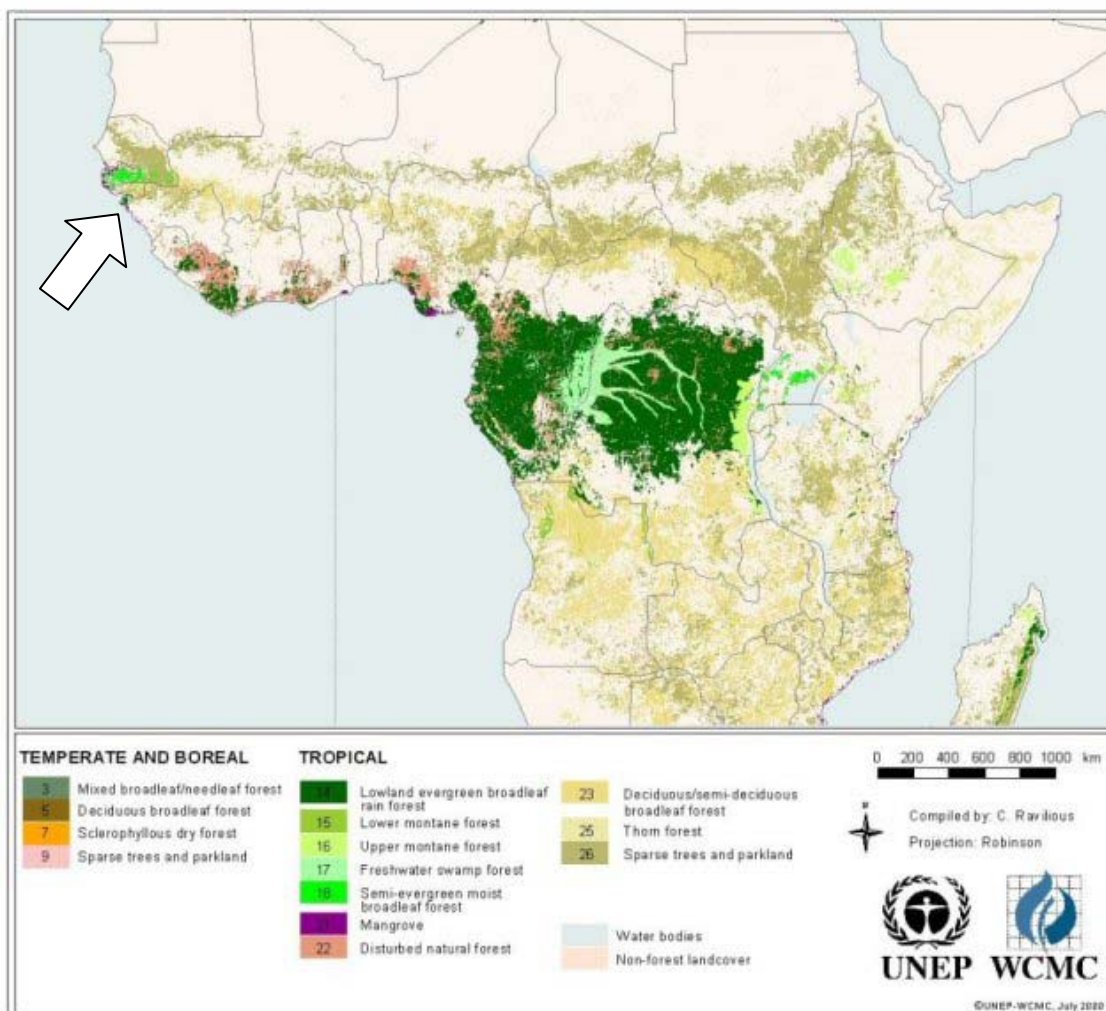 TEMPERATE AND BOREAL
3 Mixed broadleaf/needleleaf forest
5 Deciduous broadleaf forest
7 Sclerophyllous dry forest
9 Sparse trees and parkland
TROPICAL
14 Lowland evergreen broadleaf
rain forest
15 Lower montane forest
16 Upper montane forest
17 Freshwater swamp forest
18 Semi-evergreen moist
broadleaf forest
21 Mangrove
22 Disturbed natural forest
23 Deciduous/semi-deciduous
broadleaf forest
25 Thorn forest
26 Sparse trees and parkland
Water bodies
Non-forest landcover
0 200 400 600 800 1000 km
N
Compiled by: C. Ravilious
Projection: Robinson
UNEP WCMC
©UNEP-WCMC, July 2000